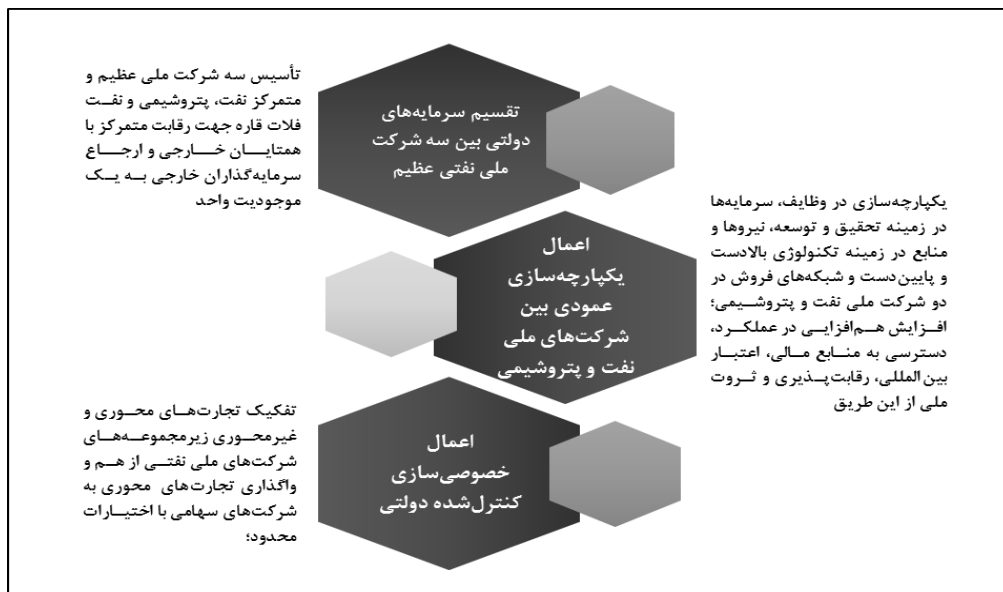 تقسیم سرمایه‌های
دولتی بین سه شرکت
ملی نفتی عظیم
تأسیس سه شرکت ملی عظیم و
متمرکز نفت، پتروشیمی و نفت
فلات قاره جهت رقابت متمرکز با
همتایان خارجی و ارجاع
سرمایه‌گذاران خارجی به یک
موجودیت واحد
یکپارچه‌سازی در وظایف، سرمایه‌ها
در زمینه تحقیق و توسعه، نیروها و
منابع در زمینه تکنولوژی بالادست
و پایین‌دست و شبکه‌های فروش در
دو شرکت ملی نفت و پتروشیمی؛
افزایش هم‌افزایی در عملکرد،
دسترسی به منابع مالی، اعتبار
بین‌المللی، رقابت‌پذیری و ثروت
ملی از این طریق
اعمال
یکپارچه‌سازی
عمودی بین
شرکت‌های ملی
نفت و پتروشیمی
اعمال
خصوصی‌سازی
کنترل‌شده دولتی
تفکیک تجارت‌های محوری و
غیرمحوری زیرمجموعه‌های
شرکت‌های ملی نفتی از هم و
واگذاری تجارت‌های محوری به
شرکت‌های سهامی با اختیارات
محدود؛